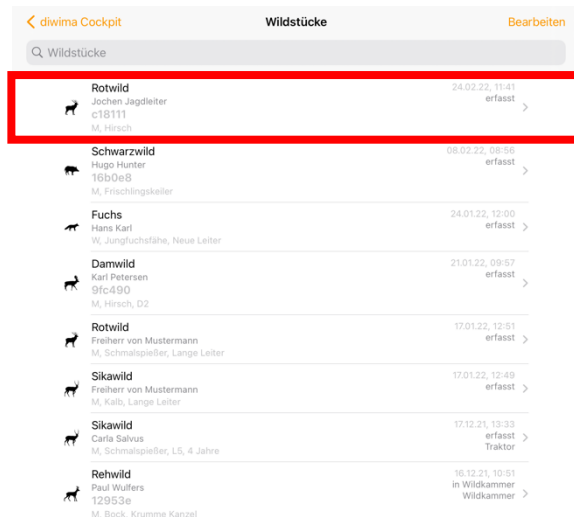 diwima Cockpit Wildstücke Bearbeiten
Wildstücke
Rotwild 24.02.22, 11:41
Jochen Jagdleiter erfasst
c18111
M, Hirsch
Schwarzwild 08.02.22, 08:56
Hugo Hunter erfasst
16b0e8
M, Frischlingskeiler
Fuchs 24.01.22, 12:00
Hans Karl erfasst
W, Jungfuchsfähe, Neue Leiter
Damwild 21.01.22, 09:57
Karl Petersen erfasst
9fc490
M, Hirsch, D2
Rotwild 17.01.22, 12:51
Freiherr von Mustermann erfasst
M, Schmalspießer, Lange Leiter
Sikawild 17.01.22, 12:49
Freiherr von Mustermann erfasst
M, Kalb, Lange Leiter
Sikawild 17.12.21, 13:33
Carla Salvus erfasst
M, Schmalspießer, L5, 4 Jahre Traktor
Rehwild 16.12.21, 10:51
Paul Wulfers in Wildkammer
12953e Wildkammer
M, Bock, Krumme Kanzel